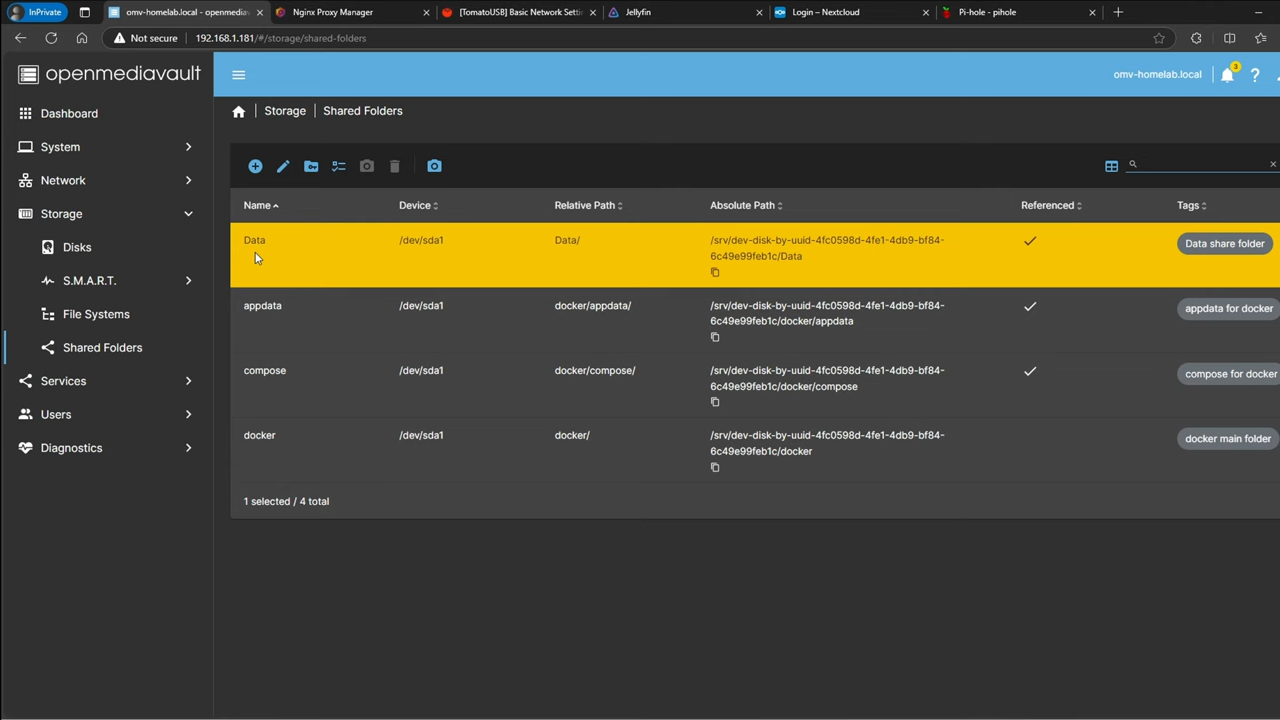 InPrivate
omv-homelab.local - openmediavault
Nginx Proxy Manager
[TomatoUSB] Basic Network Setti
Jellyfin
Login – Nextcloud
Pi-hole - pihole
Not secure
192.168.1.181/#/storage/shared-folders
openmediavault
omv-homelab.local
3
Dashboard
System
Network
Storage
Disks
S.M.A.R.T.
File Systems
Shared Folders
Services
Users
Diagnostics
Storage | Shared Folders
Name Device Relative Path Absolute Path Referenced Tags
Data /dev/sda1 Data/ /srv/dev-disk-by-uuid-4fc0598d-4fe1-4db9-bf84- Data share folder
6c49e99feb1c/Data
appdata /dev/sda1 docker/appdata/ /srv/dev-disk-by-uuid-4fc0598d-4fe1-4db9-bf84- appdata for docker
6c49e99feb1c/docker/appdata
compose /dev/sda1 docker/compose/ /srv/dev-disk-by-uuid-4fc0598d-4fe1-4db9-bf84- compose for docker
6c49e99feb1c/docker/compose
docker /dev/sda1 docker/ /srv/dev-disk-by-uuid-4fc0598d-4fe1-4db9-bf84- docker main folder
6c49e99feb1c/docker
1 selected / 4 total